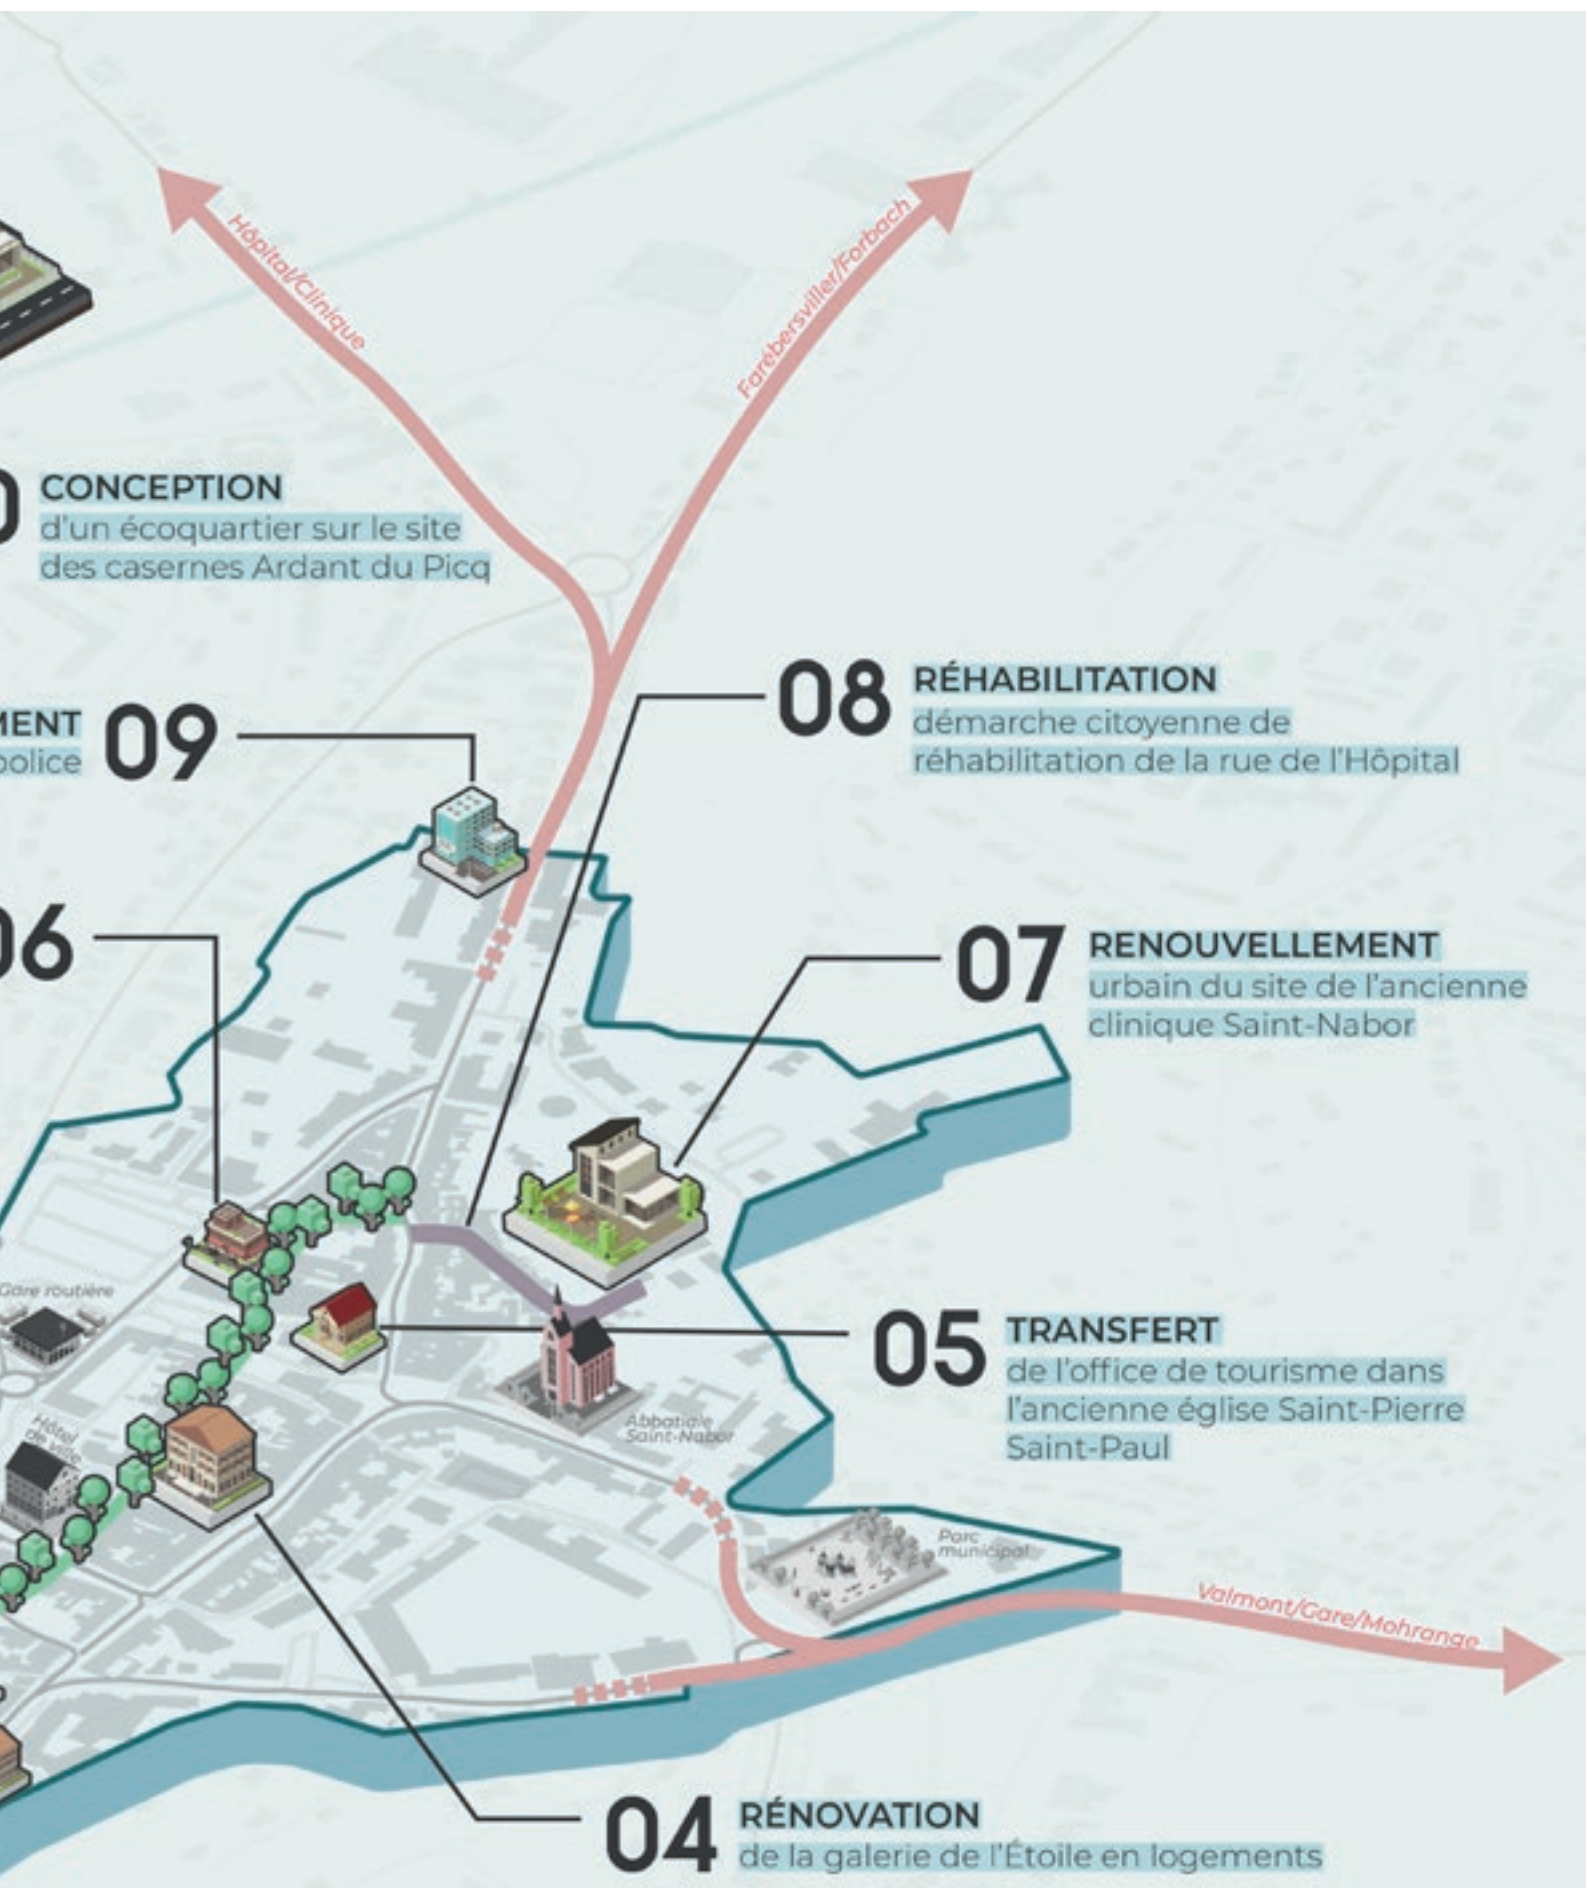 Hôpital/Clinique
Farébersviller/Forbach
0
CONCEPTION
d'un écoquartier sur le site
des casernes Ardant du Picq
08
RÉHABILITATION
démarche citoyenne de
réhabilitation de la rue de l'Hôpital
MENT
police
09
06
07
RENOUVELLEMENT
urbain du site de l'ancienne
clinique Saint-Nabor
Gare routière
05
TRANSFERT
de l'office de tourisme dans
l'ancienne église Saint-Pierre
Saint-Paul
Hôtel
de ville
Abbatiale
Saint-Nabor
Parc
municipal
Valmont/Gare/Mohrange
04
RÉNOVATION
de la galerie de l'Étoile en logements